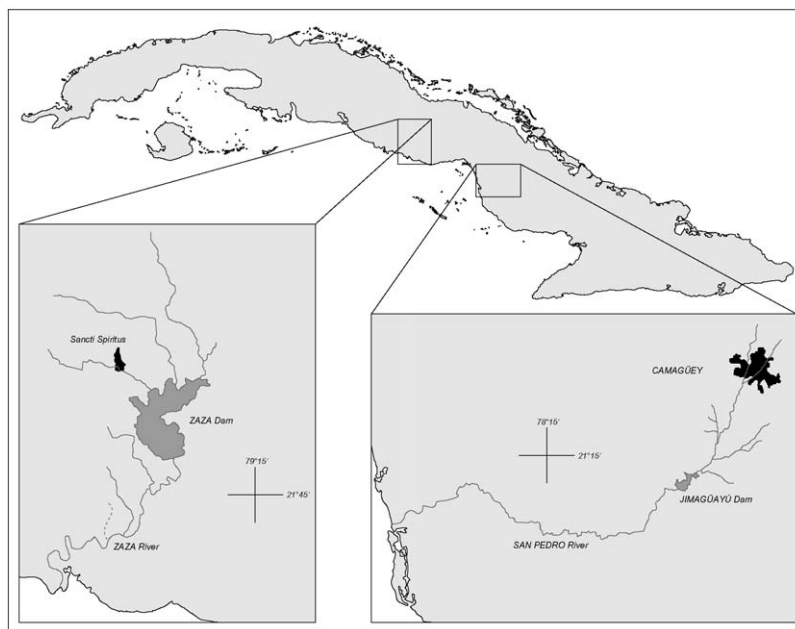 Sancti Spíritus
ZAZA Dam
79°15'
21°45'
ZAZA River
CAMAGÜEY
78°15'
21°15'
JIMAGÜAYÚ Dam
SAN PEDRO River